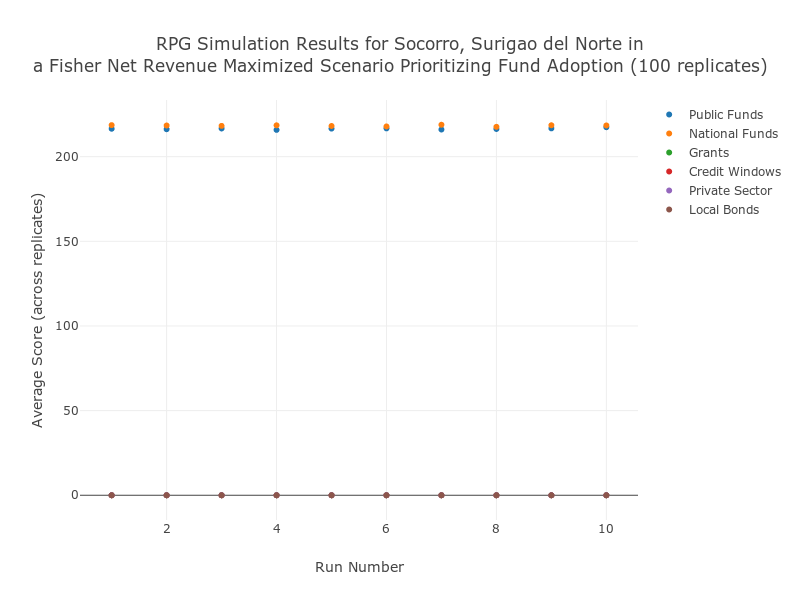 RPG Simulation Results for Socorro, Surigao del Norte in
a Fisher Net Revenue Maximized Scenario Prioritizing Fund Adoption (100 replicates)
Public Funds
National Funds
Grants
Credit Windows
Private Sector
Local Bonds
Average Score (across replicates)
200
150
100
50
0
2 4 6 8 10
Run Number